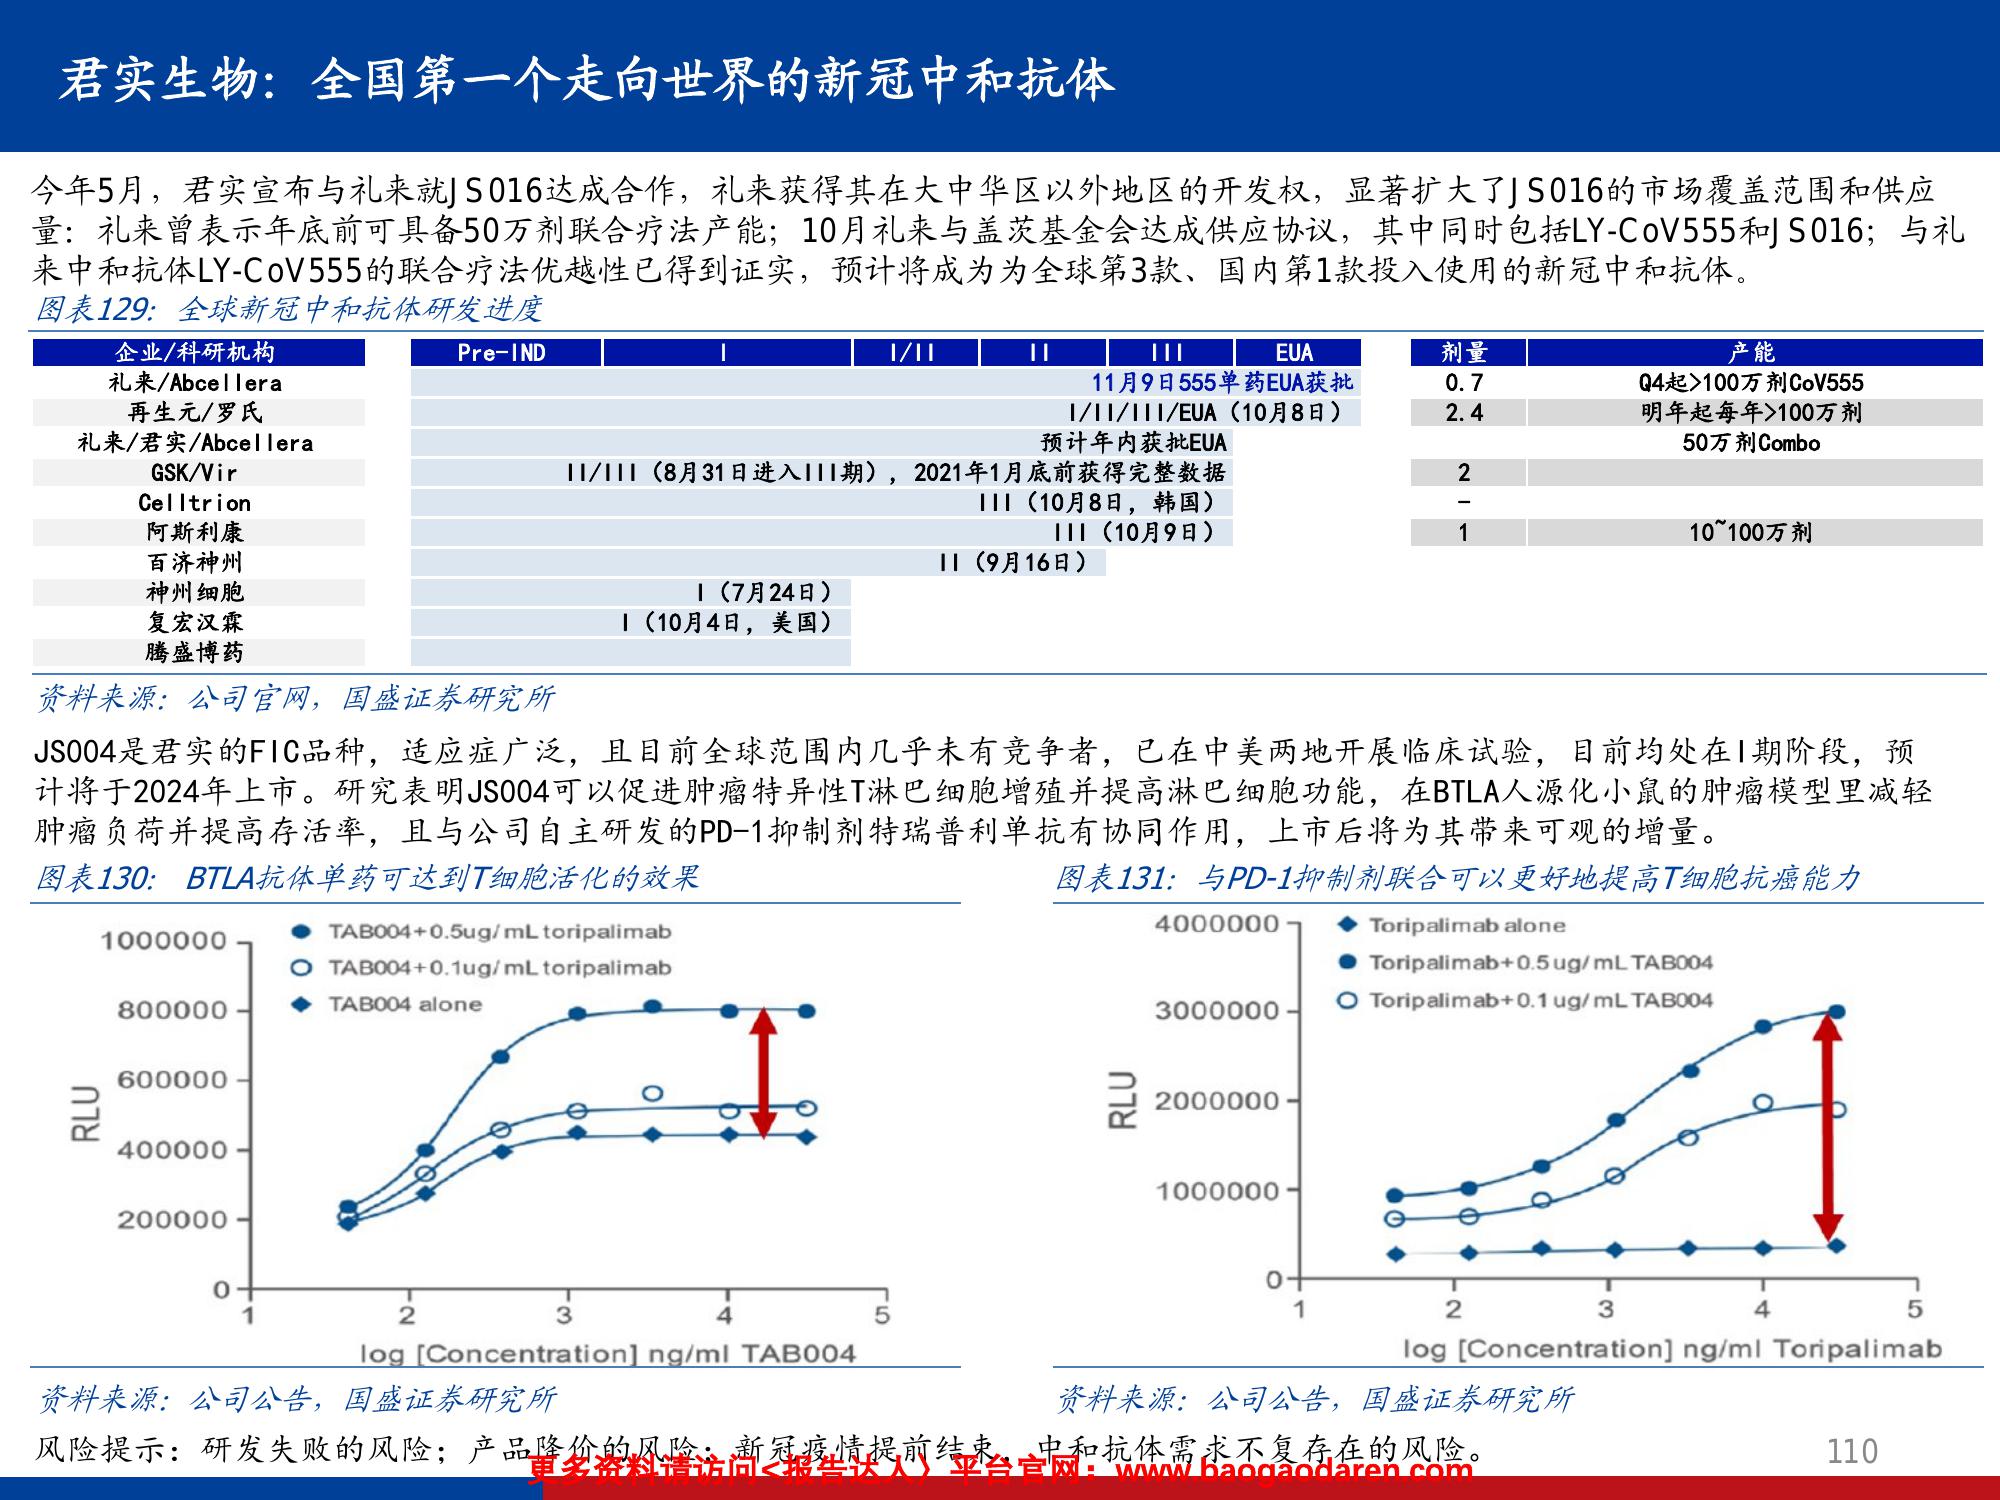 君实生物：全国第一个走向世界的新冠中和抗体
今年5月，君实宣布与礼来就JS016达成合作，礼来获得其在大中华区以外地区的开发权，显著扩大了JS016的市场覆盖范围和供应
量：礼来曾表示年底前可具备50万剂联合疗法产能；10月礼来与盖茨基金会达成供应协议，其中同时包括LY-CoV555和JS016；与礼
来中和抗体LY-CoV555的联合疗法优越性已得到证实，预计将成为为全球第3款、国内第1款投入使用的新冠中和抗体。
图表129：全球新冠中和抗体研发进度
企业/科研机构 Pre-IND I I/II II III EUA 剂量 产能
礼来/Abcellera 11月9日555单药EUA获批 0.7 Q4起>100万剂CoV555
再生元/罗氏 I/II/III/EUA（10月8日） 2.4 明年起每年>100万剂
礼来/君实/Abcellera 预计年内获批EUA 50万剂Combo
GSK/Vir II/III（8月31日进入III期），2021年1月底前获得完整数据 2
Celltrion III（10月8日，韩国） -
阿斯利康 III（10月9日） 1 10~100万剂
百济神州 II（9月16日）
神州细胞 I（7月24日）
复宏汉霖 I（10月4日，美国）
腾盛博药
资料来源：公司官网，国盛证券研究所
JS004是君实的FIC品种，适应症广泛，且目前全球范围内几乎未有竞争者，已在中美两地开展临床试验，目前均处在I期阶段，预
计将于2024年上市。研究表明JS004可以促进肿瘤特异性T淋巴细胞增殖并提高淋巴细胞功能，在BTLA人源化小鼠的肿瘤模型里减轻
肿瘤负荷并提高存活率，且与公司自主研发的PD-1抑制剂特瑞普利单抗有协同作用，上市后将为其带来可观的增量。
图表130： BTLA抗体单药可达到T细胞活化的效果
TAB004+0.5ug/mL toripalimab
TAB004+0.1ug/mL toripalimab
TAB004 alone
1000000
800000
600000
400000
200000
0
RLU
1 2 3 4 5
log [Concentration] ng/ml TAB004
资料来源：公司公告，国盛证券研究所
图表131：与PD-1抑制剂联合可以更好地提高T细胞抗癌能力
Toripalimab alone
Toripalimab+0.5 ug/mL TAB004
Toripalimab+0.1 ug/mL TAB004
4000000
3000000
2000000
1000000
0
RLU
1 2 3 4 5
log [Concentration] ng/ml Toripalimab
资料来源：公司公告，国盛证券研究所
风险提示：研发失败的风险；产品降价的风险；新冠疫情提前结束，中和抗体需求不复存在的风险。
110
更多资料请访问<报告达人〉平台官网：www.baogaodaren.com